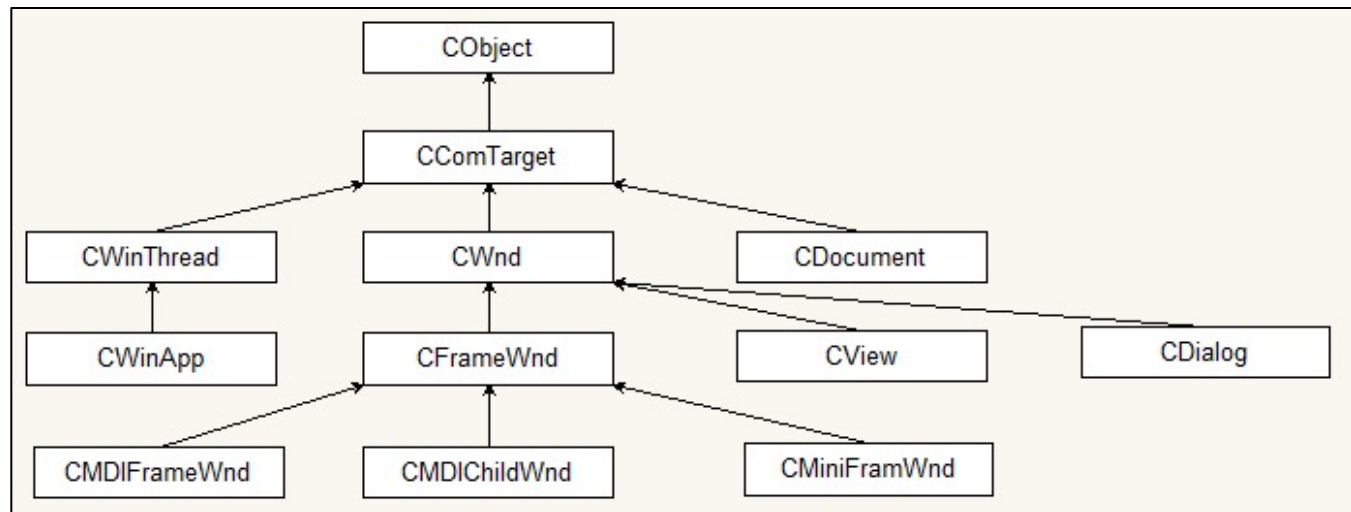 CObject
CComTarget
CWinThread
CWnd
CDocument
CWinApp
CFrameWnd
CView
CDialog
CMDIFrameWnd
CMDIChildWnd
CMiniFramWnd